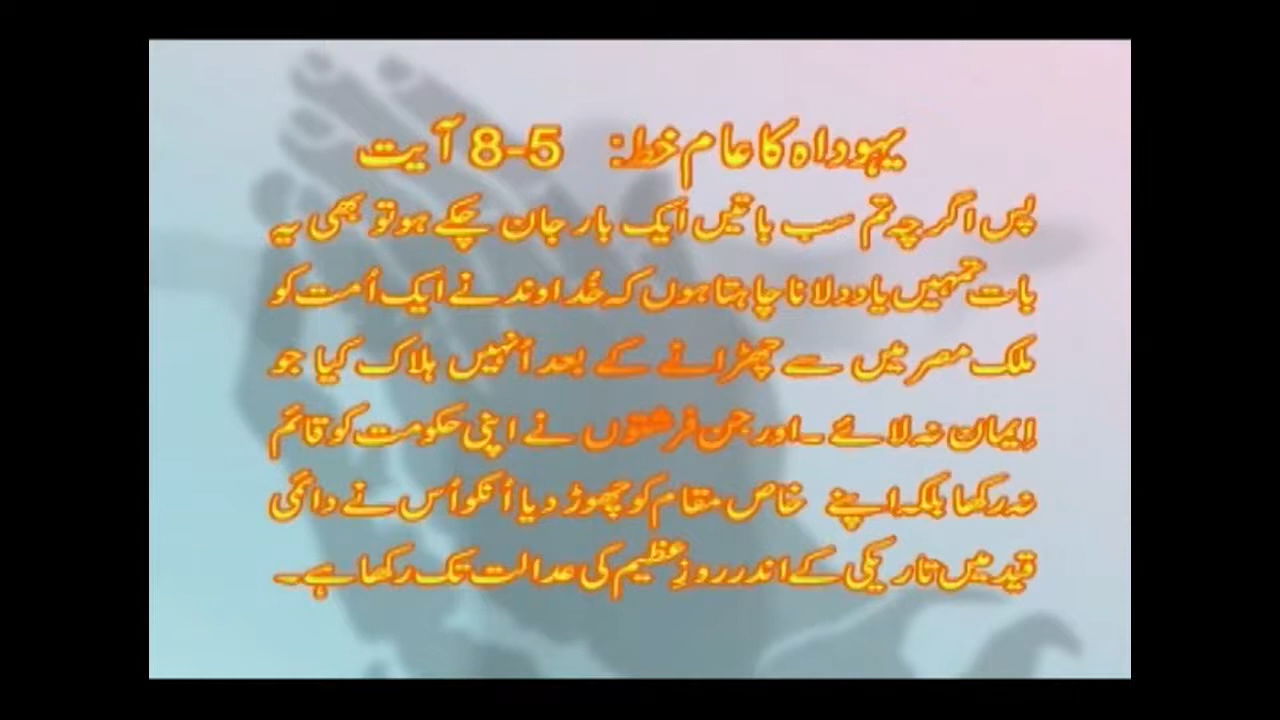 یہوداہ کا عام خط: 5-8 آیت
پس اگرچہ تم سب باتیں ایک بار جان چکے ہو تو بھی یہ
بات تمہیں یاد دلانا چاہتا ہوں کہ خُداوند نے ایک اُمت کو
ملک مصر میں سے چھڑانے کے بعد اُنہیں ہلاک کیا جو
اِیمان نہ لائے۔ اور جن فرشتوں نے اپنی حکومت کو قائم
نہ رکھا بلکہ اپنے خاص مقام کو چھوڑ دیا اُنکو اُس نے دائمی
قید میں تاریکی کے اندر روزِ عظیم کی عدالت تک رکھا ہے۔